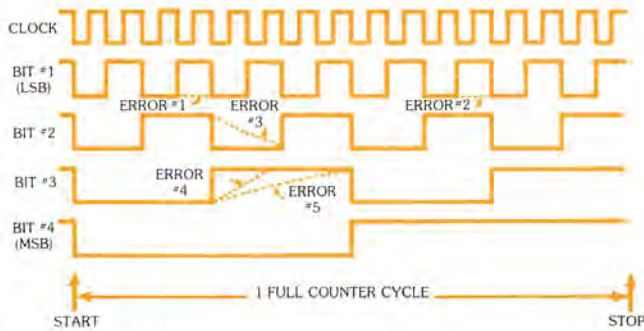 CLOCK
BIT #1
(LSB)
ERROR #1
ERROR
#3
ERROR #2
BIT #2
BIT #3
ERROR
#4
ERROR
#5
BIT #4
(MSB)
1 FULL COUNTER CYCLE
START
STOP